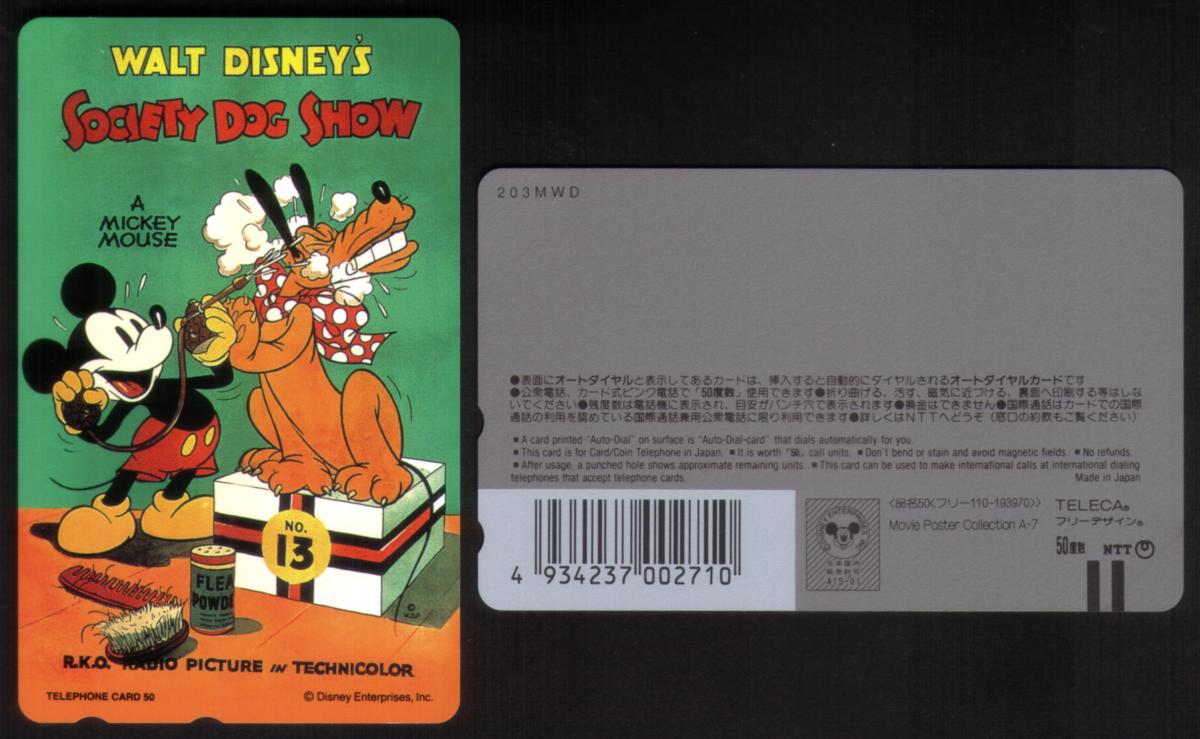 WALT DISNEY'S
SOCIETY DOG SHOW
A
MICKEY
MOUSE
NO.
13
FLEA
POWDE
© W.D.P.
R.K.O. RADIO PICTURE IN TECHNICOLOR
TELEPHONE CARD 50
© Disney Enterprises, Inc.
203MWD
●表面にオートダイヤルと表示してあるカードは、挿入すると自動的にダイヤルされるオートダイヤルカードです
●公衆電話、カード式ピンク電話で「50度数」使用できます●折り曲げる、汚す、磁気に近づける、裏面へ印刷する等はしな
いでください●残度数は電話機に表示され、目安がパンチ穴で表示されます●換金はできません●国際通話はカードでの国際
通話の利用を認めている国際通話兼用公衆電話に限り利用できます●詳しくはNTTへどうぞ（窓口の約款もご覧ください）
■A card printed "Auto-Dial" on surface is "Auto-Dial-card" that dials automatically for you.
■This card is for Card/Coin Telephone in Japan. ■It is worth「50」call units. ■Don't bend or stain and avoid magnetic fields. ■No refunds.
■After usage, a punched hole shows approximate remaining units. ■This card can be used to make international calls at international dialing
telephones that accept telephone cards.
Made in Japan
4 934237 002710
日本国内
販売許可
A15-01
〈品名50〈フリー110-193970〉〉
Movie Poster Collection A-7
TELECA®
フリーデザイン®
50度数 NTT